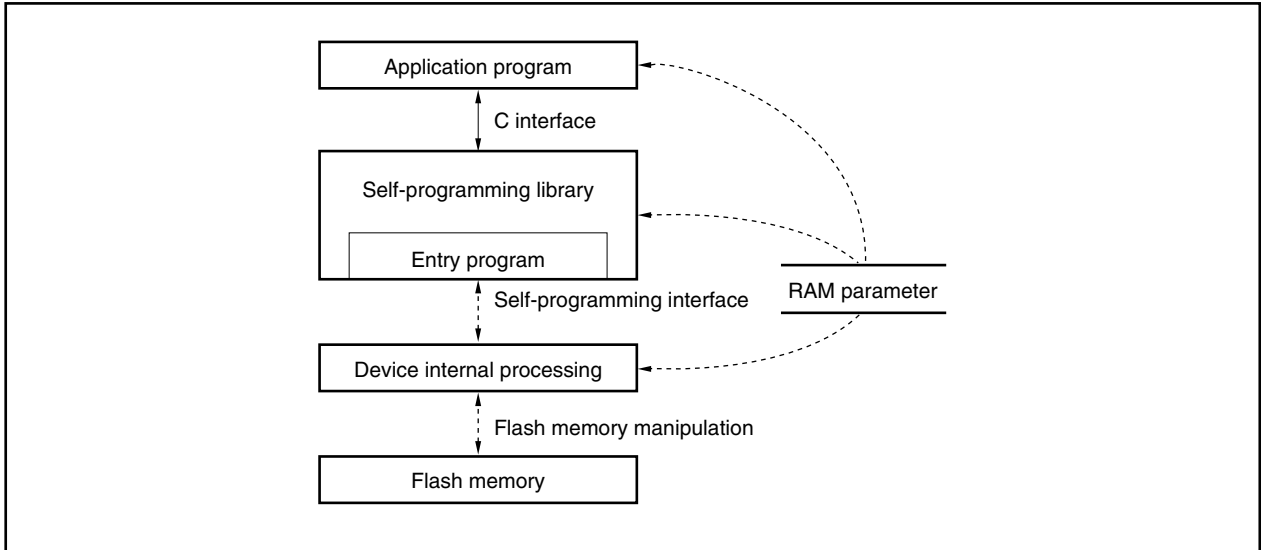 Application program
C interface
Self-programming library
Entry program
Self-programming interface
RAM parameter
Device internal processing
Flash memory manipulation
Flash memory